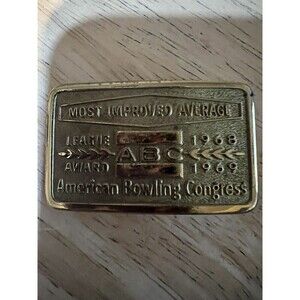 MOST IMPROVED AVERAGE
LEAGUE 1968
ABC
AWARD 1969
American Bowling Congress